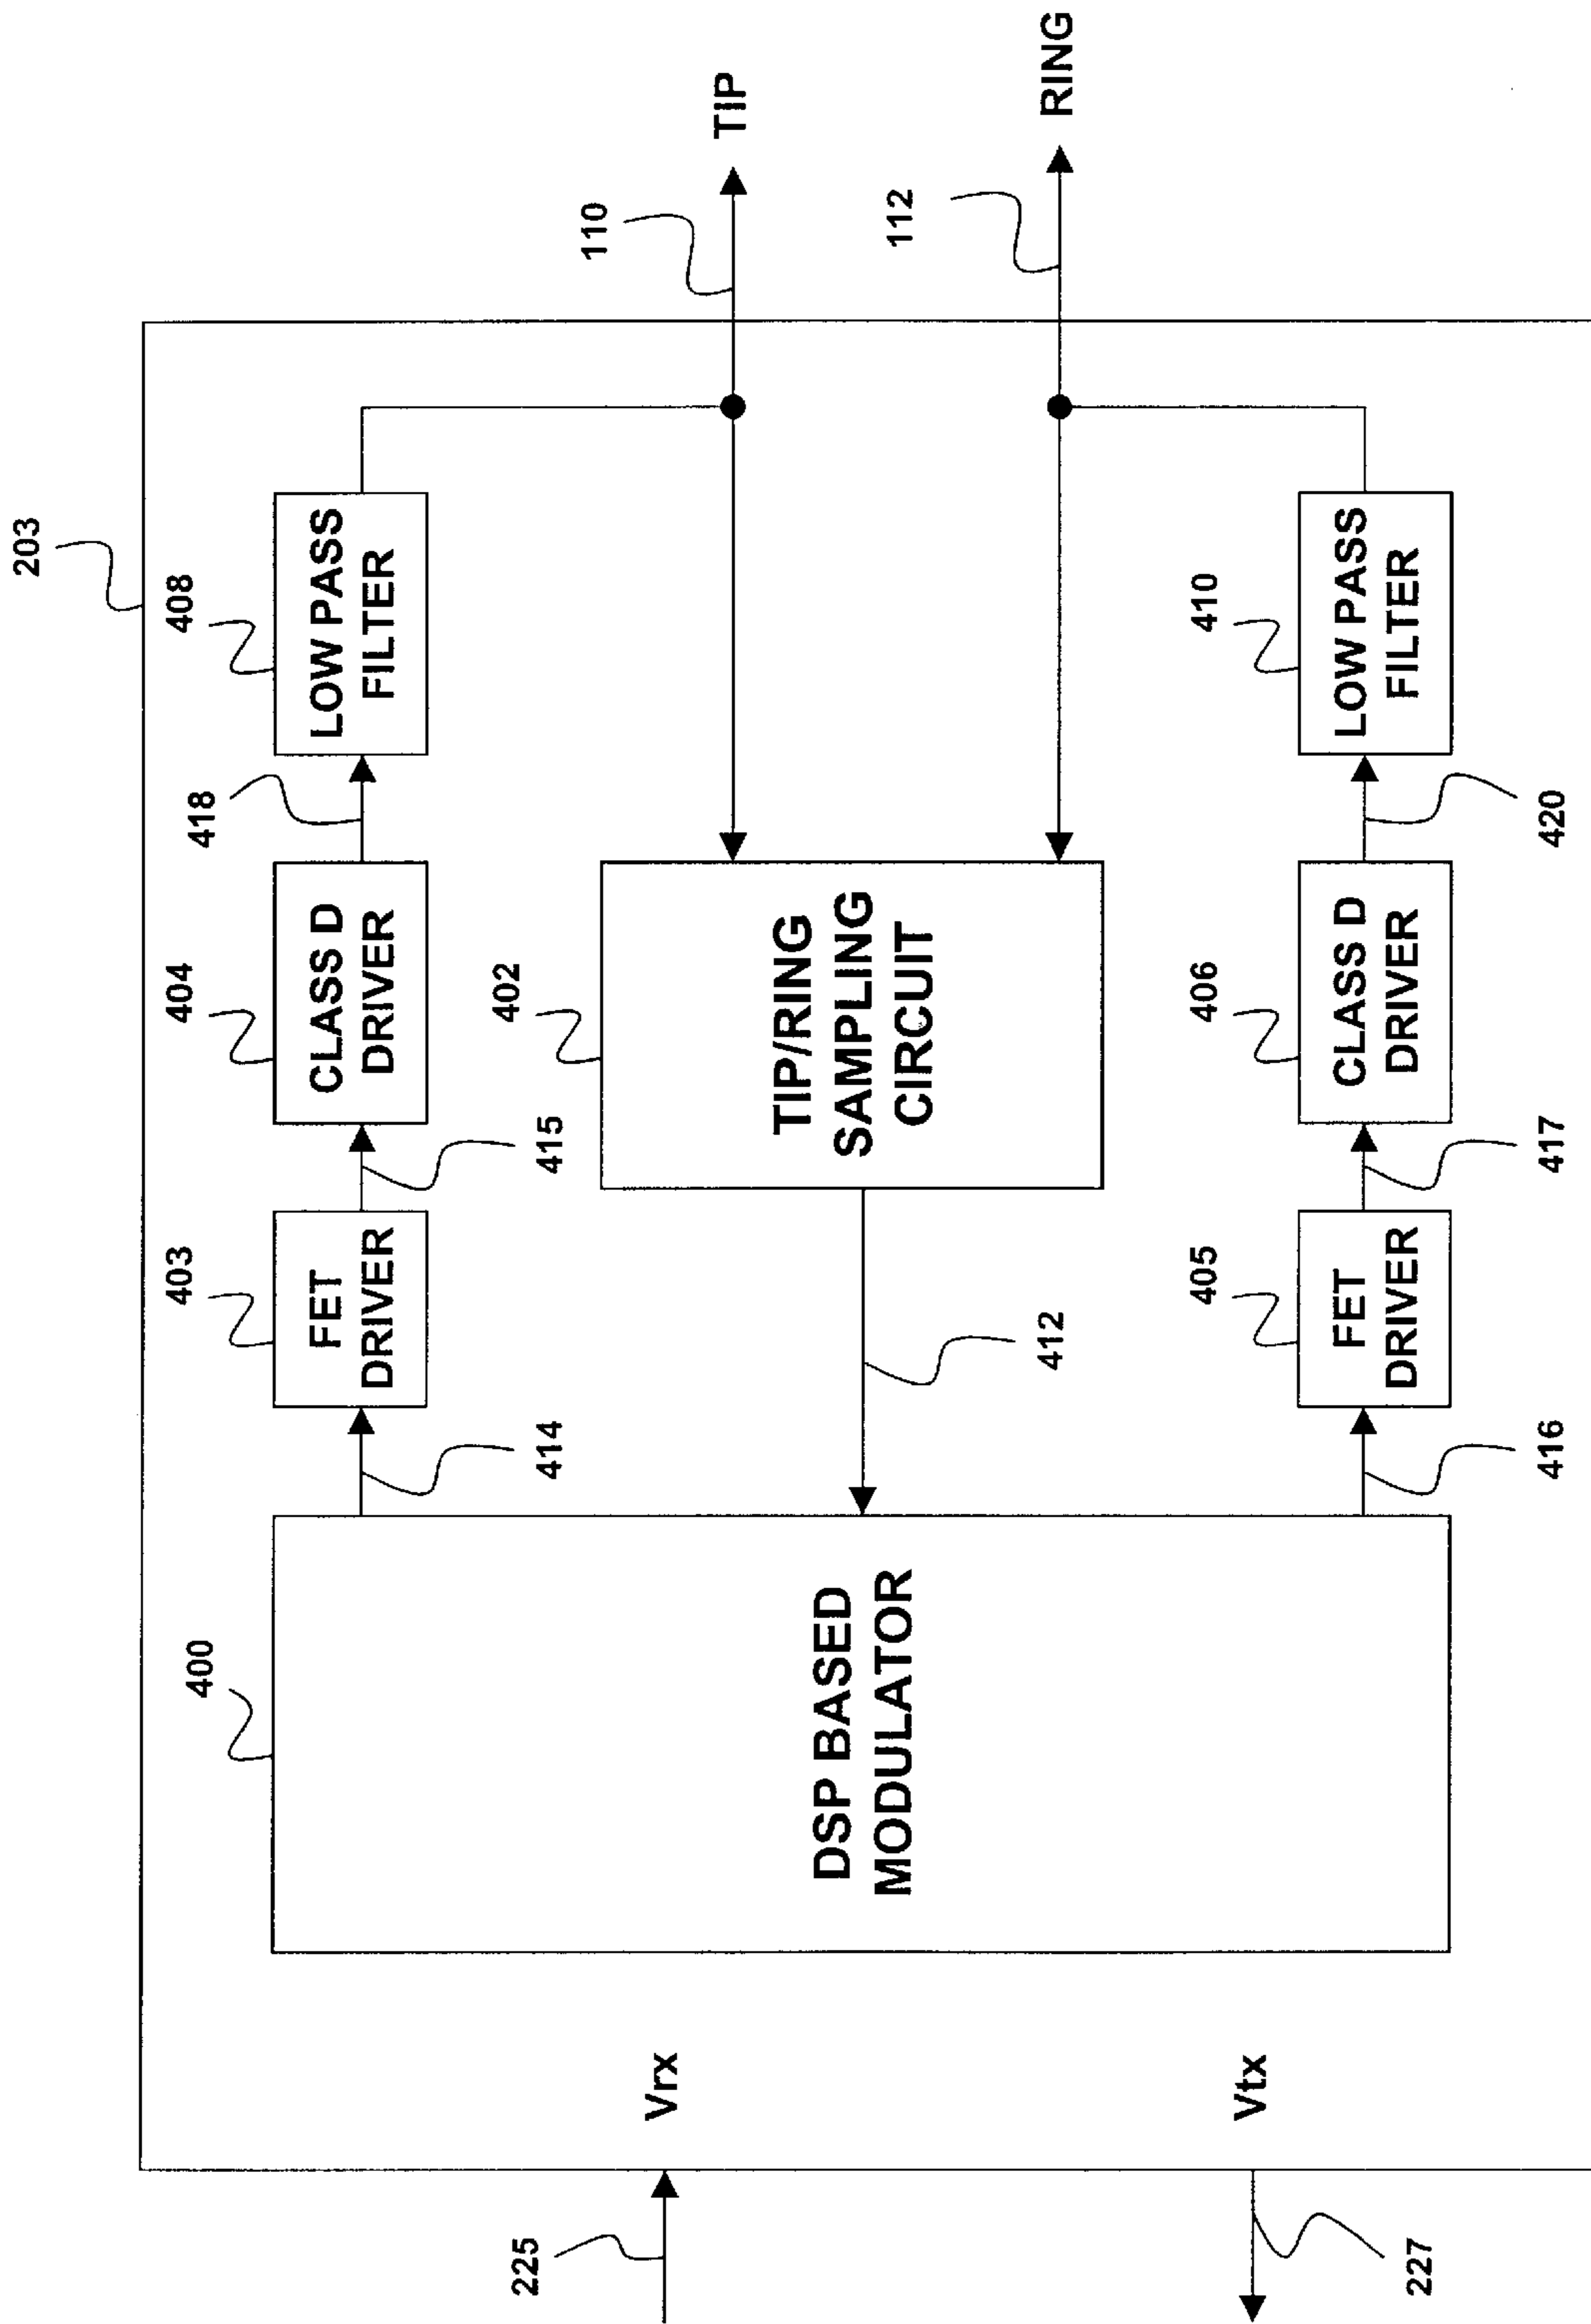 203
408
LOW PASS
FILTER
418
404
CLASS D
DRIVER
415
403
FET
DRIVER
414
400
DSP BASED
MODULATOR
402
TIP/RING
SAMPLING
CIRCUIT
412
110
TIP
112
RING
410
LOW PASS
FILTER
420
406
CLASS D
DRIVER
417
405
FET
DRIVER
416
Vrx
225
Vtx
227